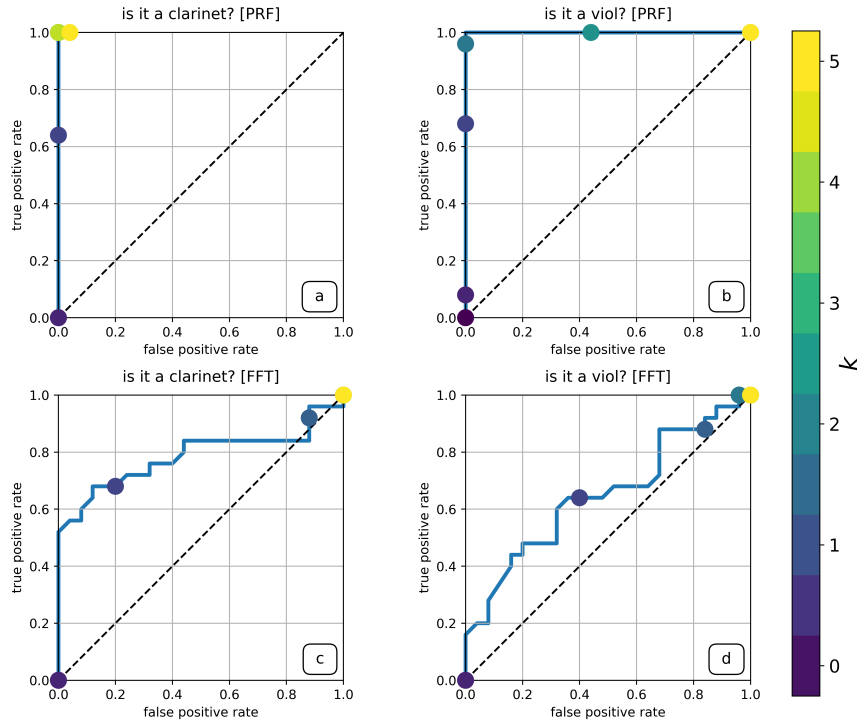 is it a clarinet? [PRF]
1.0
0.8
0.6
0.4
0.2
0.0
true positive rate
0.0 0.2 0.4 0.6 0.8 1.0
false positive rate
a
is it a viol? [PRF]
1.0
0.8
0.6
0.4
0.2
0.0
true positive rate
0.0 0.2 0.4 0.6 0.8 1.0
false positive rate
b
is it a clarinet? [FFT]
1.0
0.8
0.6
0.4
0.2
0.0
true positive rate
0.0 0.2 0.4 0.6 0.8 1.0
false positive rate
c
is it a viol? [FFT]
1.0
0.8
0.6
0.4
0.2
0.0
true positive rate
0.0 0.2 0.4 0.6 0.8 1.0
false positive rate
d
5
4
3
2
1
0
k